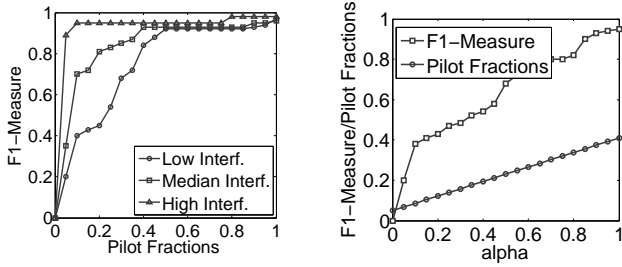 F1−Measure
1
0.8
0.6
0.4
0.2
0
0 0.2 0.4 0.6 0.8 1
Pilot Fractions
Low Interf.
Median Interf.
High Interf.
F1−Measure/Pilot Fractions
1
0.8
0.6
0.4
0.2
0
0 0.2 0.4 0.6 0.8 1
alpha
F1−Measure
Pilot Fractions